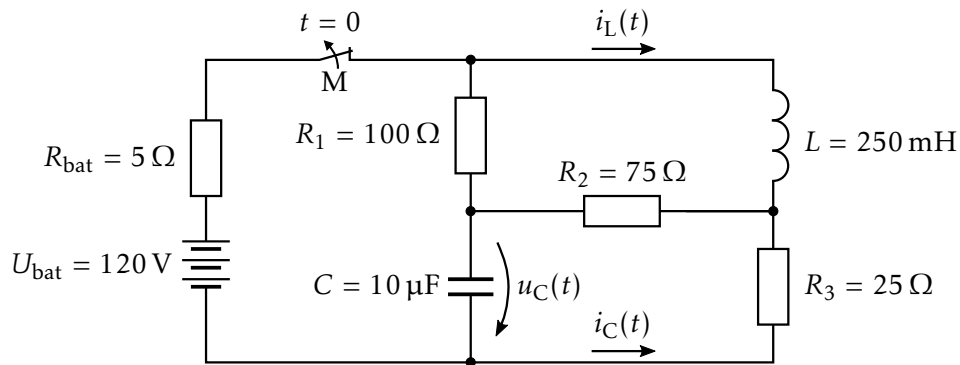 t = 0
i_L(t)
M
R_1 = 100 Ω
R_bat = 5 Ω
L = 250 mH
R_2 = 75 Ω
U_bat = 120 V
C = 10 µF
u_C(t)
R_3 = 25 Ω
i_C(t)